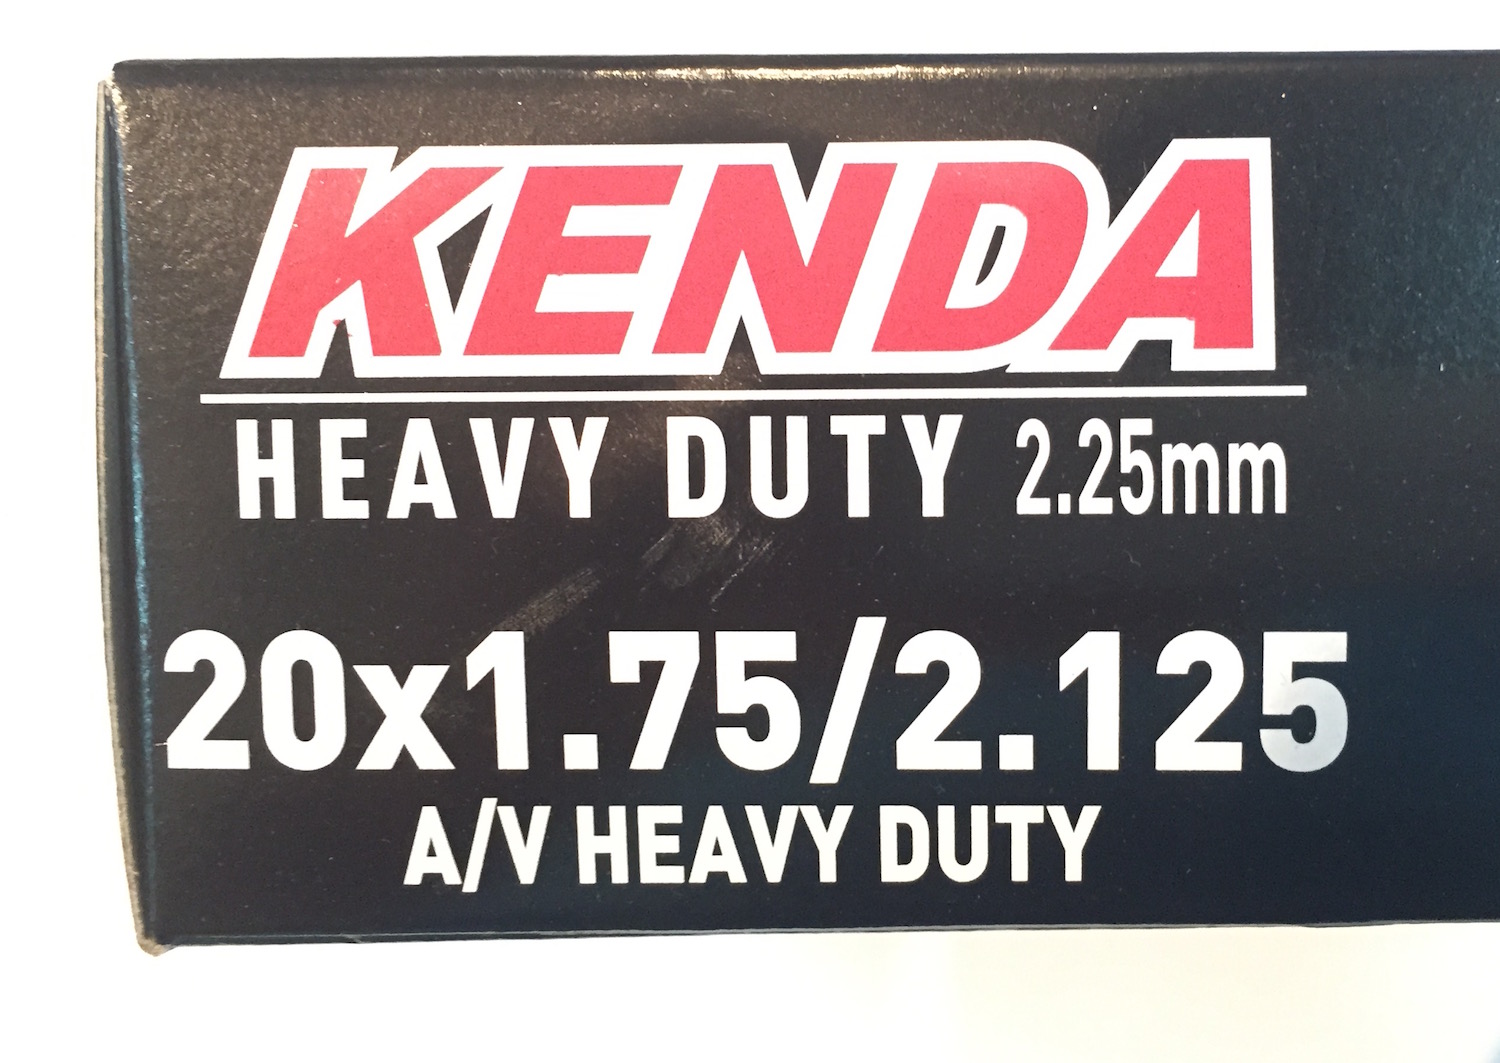 KENDA
HEAVY DUTY 2.25mm
20x1.75/2.125
A/V HEAVY DUTY